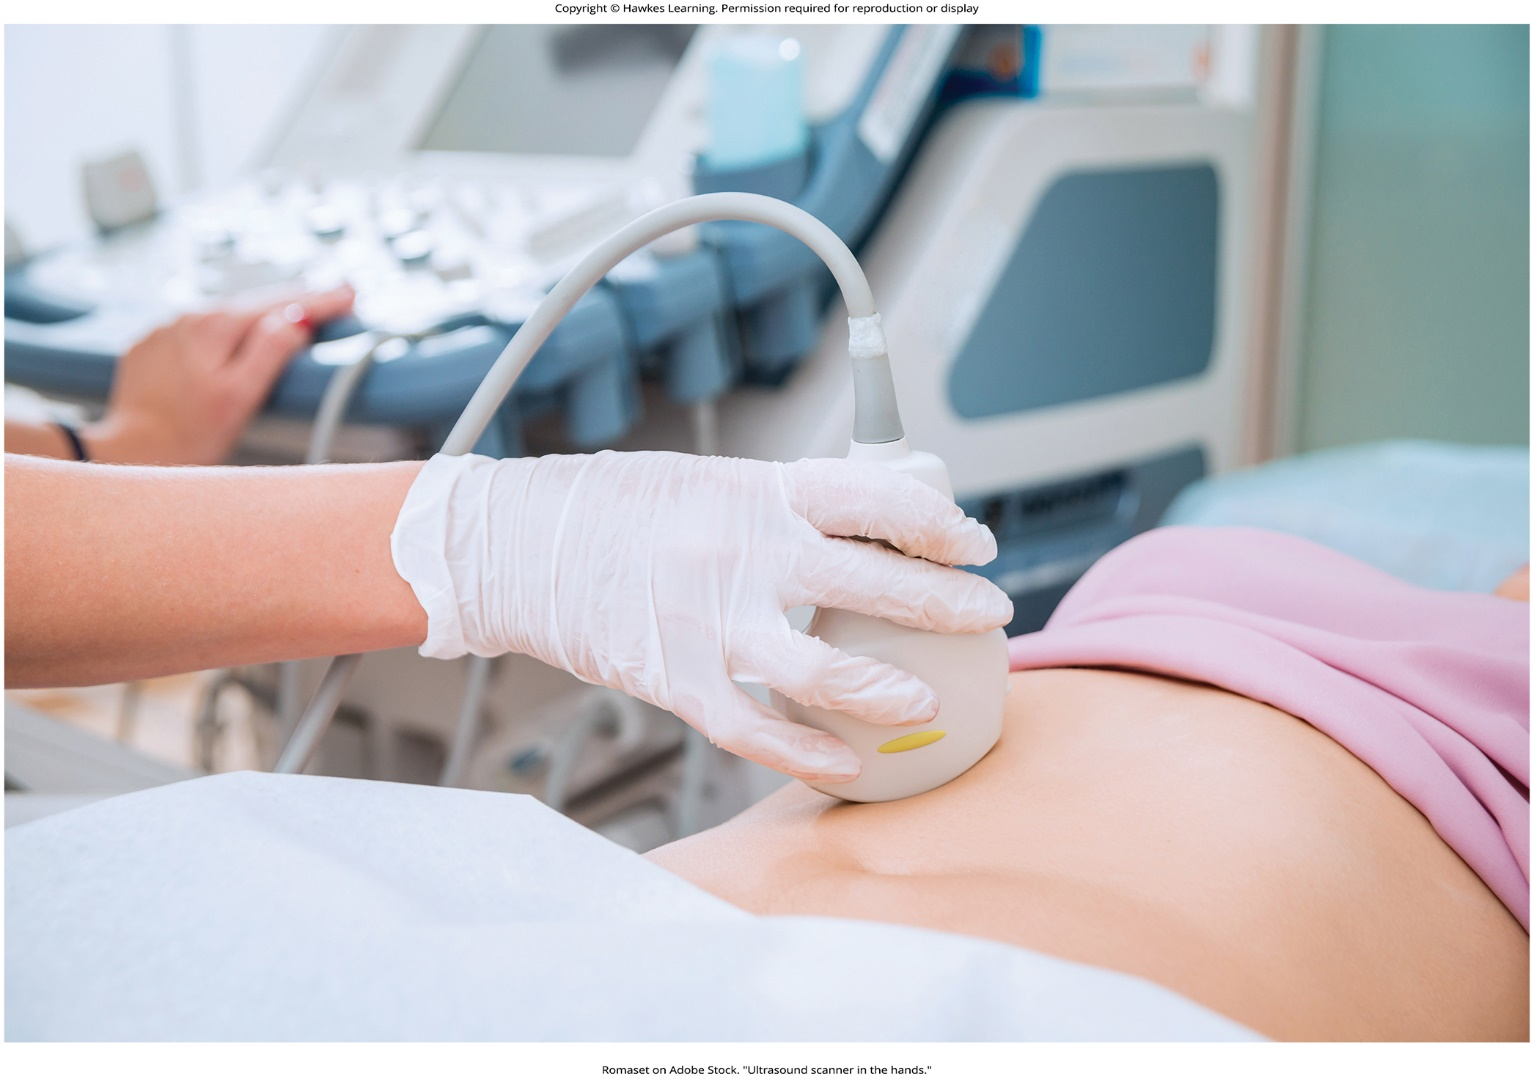 Copyright © Hawkes Learning. Permission required for reproduction or display
Romaset on Adobe Stock. "Ultrasound scanner in the hands."